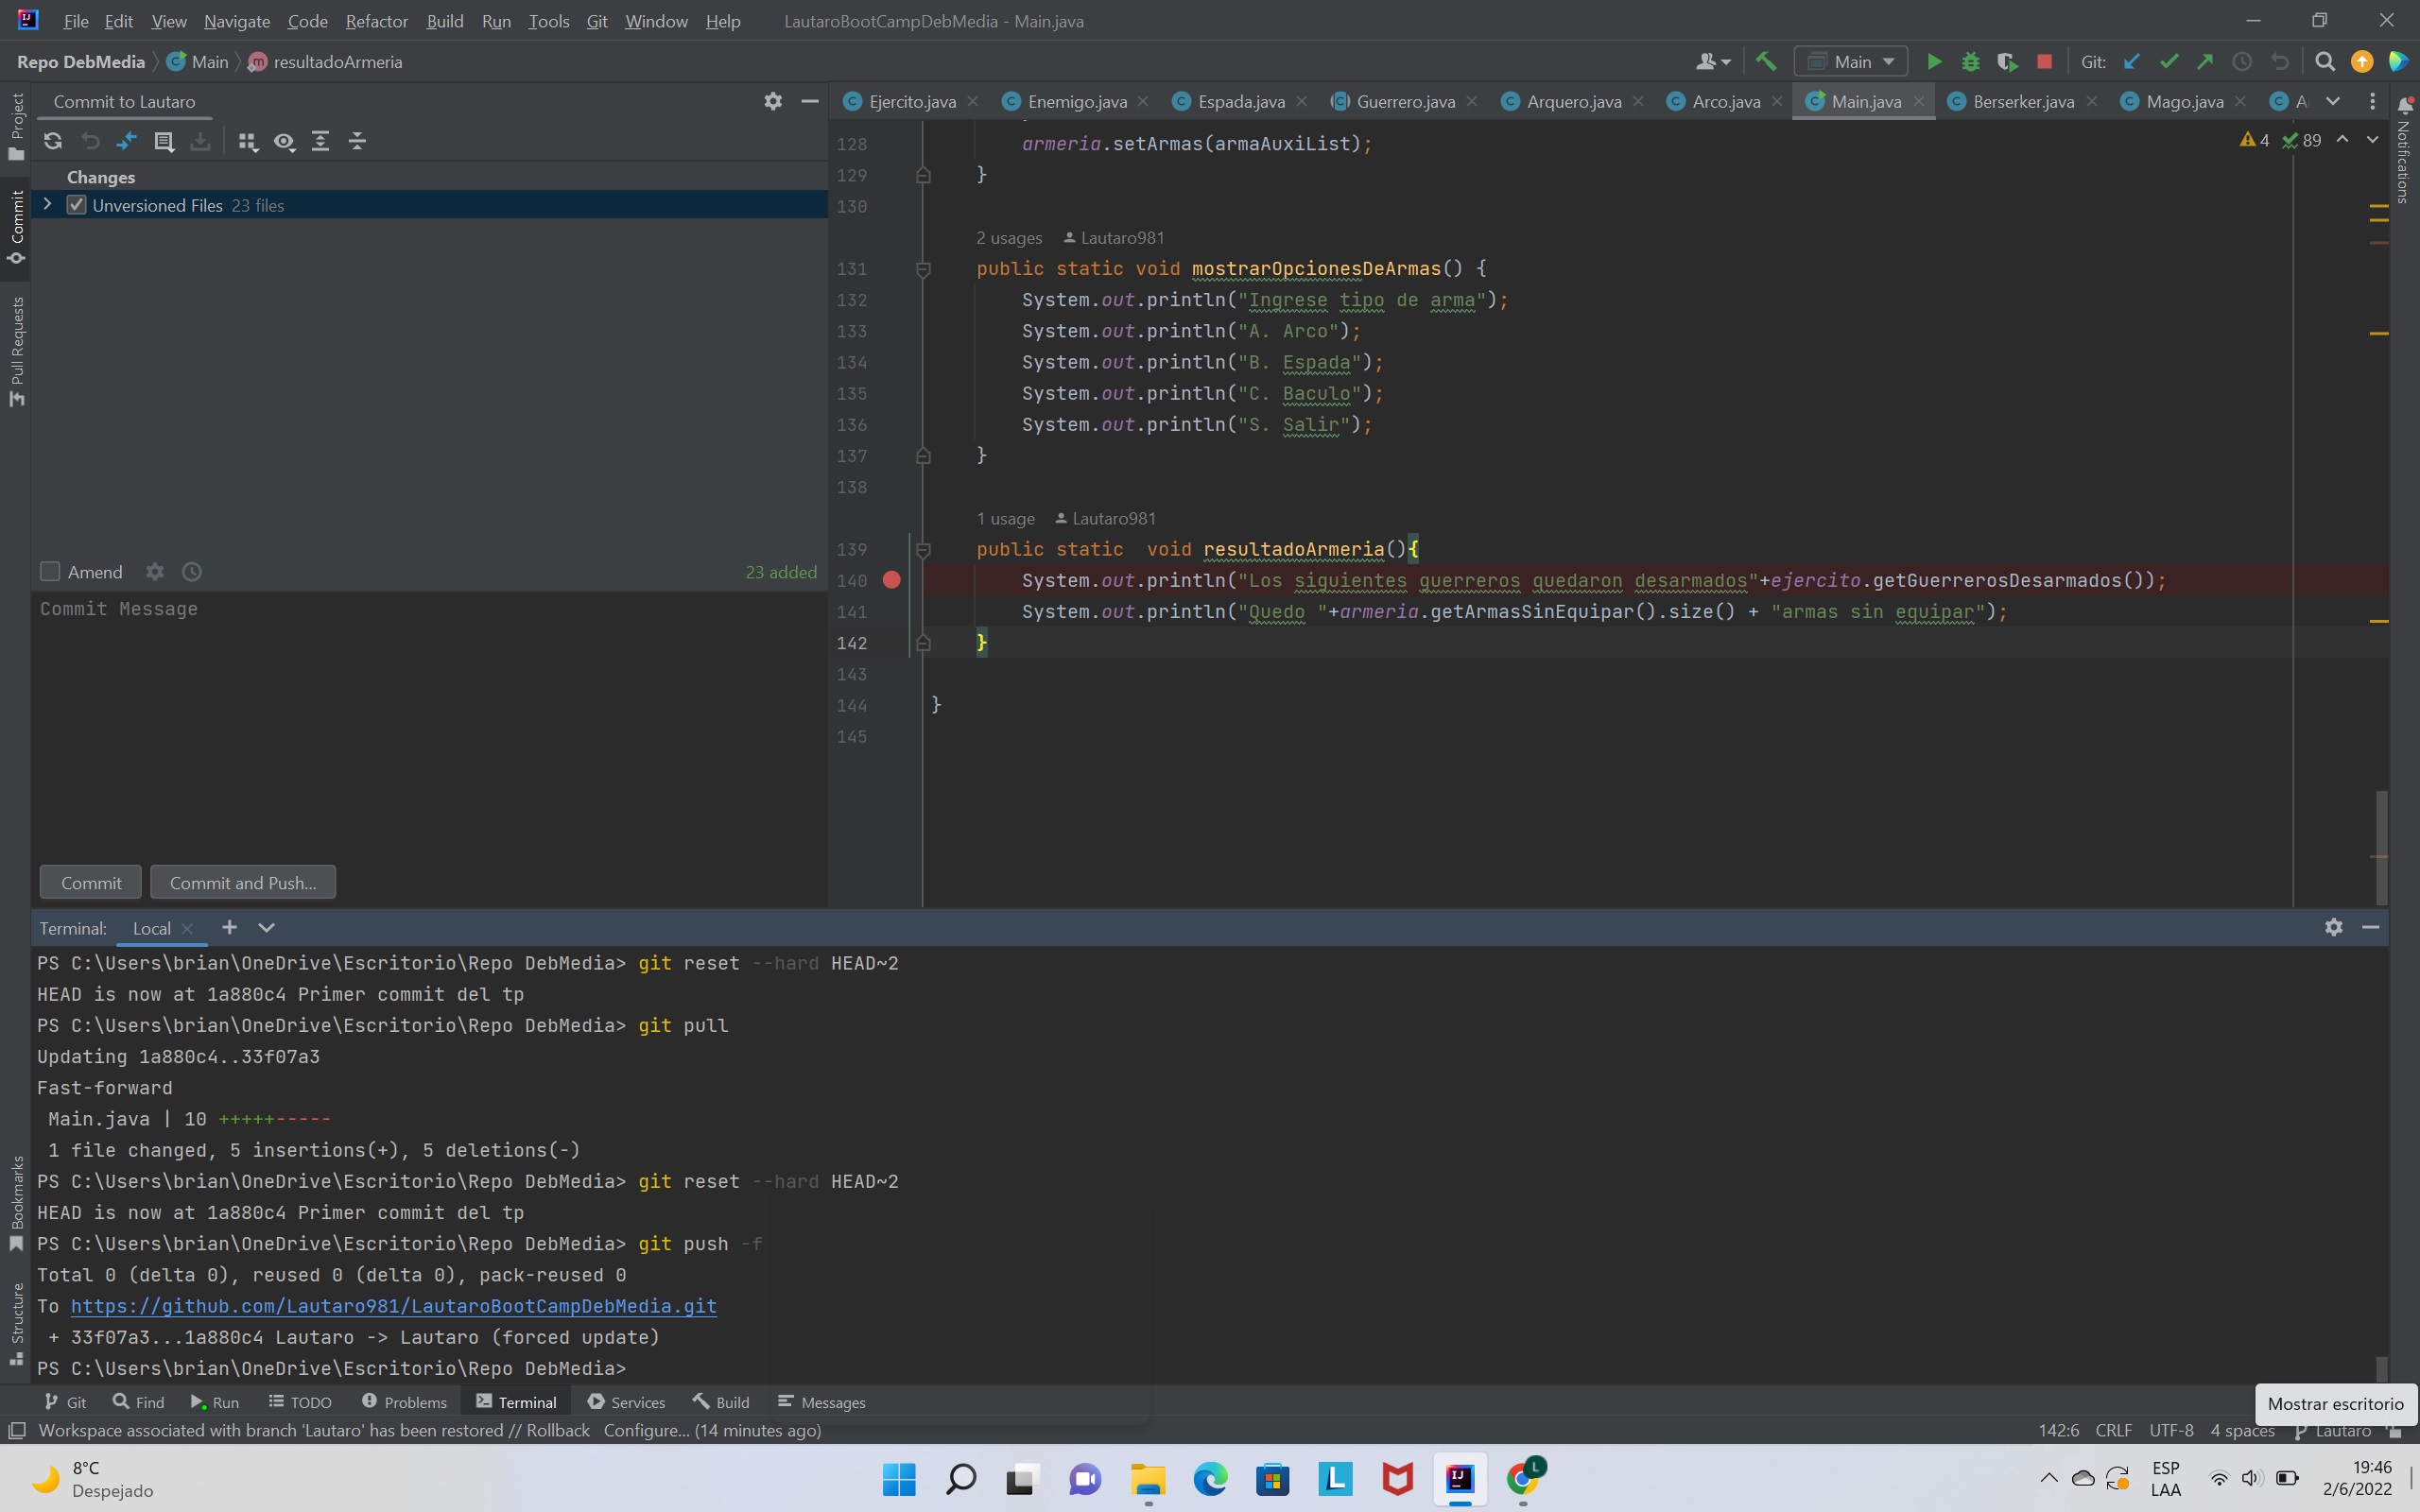 File Edit View Navigate Code Refactor Build Run Tools Git Window Help LautaroBootCampDebMedia - Main.java
Repo DebMedia Main resultadoArmeria
Main Git:
Project
Commit
Pull Requests
Bookmarks
Structure
Commit to Lautaro
Changes
Unversioned Files 23 files
Amend 23 added
Commit Message
Commit Commit and Push...
Ejercito.java Enemigo.java Espada.java Guerrero.java Arquero.java Arco.java Main.java Berserker.java Mago.java A
Notifications
4 89
128 armeria.setArmas(armaAuxiList);
129 }
130
2 usages Lautaro981
131 public static void mostrarOpcionesDeArmas() {
132 System.out.println("Ingrese tipo de arma");
133 System.out.println("A. Arco");
134 System.out.println("B. Espada");
135 System.out.println("C. Baculo");
136 System.out.println("S. Salir");
137 }
138
1 usage Lautaro981
139 public static  void resultadoArmeria(){
140 System.out.println("Los siguientes guerreros quedaron desarmados"+ejercito.getGuerrerosDesarmados());
141 System.out.println("Quedo "+armeria.getArmasSinEquipar().size() + "armas sin equipar");
142 }
143
144 }
145
Terminal: Local
PS C:\Users\brian\OneDrive\Escritorio\Repo DebMedia> git reset --hard HEAD~2
HEAD is now at 1a880c4 Primer commit del tp
PS C:\Users\brian\OneDrive\Escritorio\Repo DebMedia> git pull
Updating 1a880c4..33f07a3
Fast-forward
Main.java | 10 +++++-----
1 file changed, 5 insertions(+), 5 deletions(-)
PS C:\Users\brian\OneDrive\Escritorio\Repo DebMedia> git reset --hard HEAD~2
HEAD is now at 1a880c4 Primer commit del tp
PS C:\Users\brian\OneDrive\Escritorio\Repo DebMedia> git push -f
Total 0 (delta 0), reused 0 (delta 0), pack-reused 0
To https://github.com/Lautaro981/LautaroBootCampDebMedia.git
+ 33f07a3...1a880c4 Lautaro -> Lautaro (forced update)
PS C:\Users\brian\OneDrive\Escritorio\Repo DebMedia>
Git Find Run TODO Problems Terminal Services Build Messages
Mostrar escritorio
Workspace associated with branch 'Lautaro' has been restored // Rollback Configure... (14 minutes ago) 142:6 CRLF UTF-8 4 spaces Lautaro
8°C
Despejado
ESP
LAA
19:46
2/6/2022